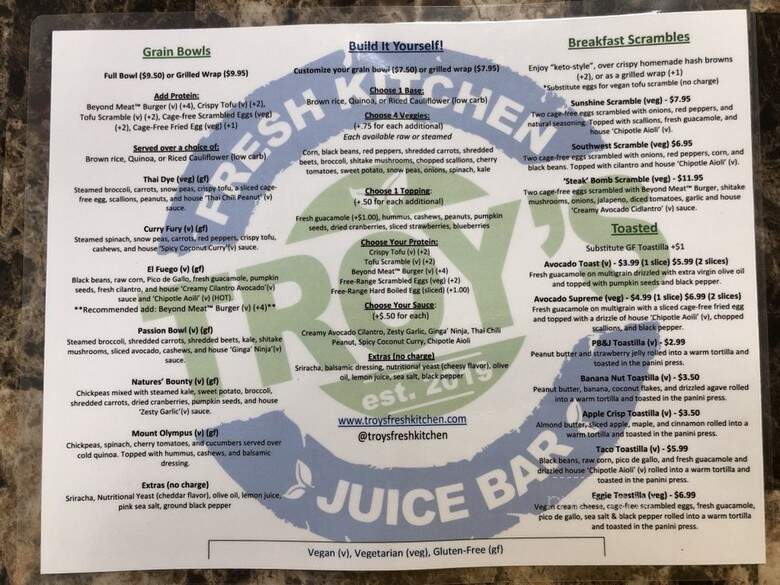 Grain Bowls
Full Bowl ($9.50) or Grilled Wrap ($9.95)
Add Protein:
Beyond Meat™ Burger (v) (+4), Crispy Tofu (v) (+2),
Tofu Scramble (v) (+2), Cage-free Scrambled Eggs (veg)
(+2), Cage-Free Fried Egg (veg) (+1)
Served over a choice of:
Brown rice, Quinoa, or Riced Cauliflower (low carb)
Thai Dye (veg) (gf)
Steamed broccoli, carrots, snow peas, crispy tofu, a sliced cage-
free egg, scallions, peanuts, and house 'Thai Chili Peanut' (v)
sauce.
Curry Fury (v) (gf)
Steamed spinach, snow peas, carrots, red peppers, crispy tofu,
cashews, and house 'Spicy Coconut Curry'(v) sauce.
El Fuego (v) (gf)
Black beans, raw corn, Pico de Gallo, fresh guacamole, pumpkin
seeds, fresh cilantro, and house 'Creamy Cilantro Avocado'(v)
sauce and 'Chipotle Aioli' (v) (HOT).
**Recommended add: Beyond Meat™ Burger (v) (+4)**
Passion Bowl (v) (gf)
Steamed broccoli, shredded carrots, shredded beets, kale, shitake
mushrooms, sliced avocado, cashews, and house 'Ginga' Ninja'(v)
sauce.
Natures' Bounty (v) (gf)
Chickpeas mixed with steamed kale, sweet potato, broccoli,
shredded carrots, dried cranberries, pumpkin seeds, and house
'Zesty Garlic'(v) sauce.
Mount Olympus (v) (gf)
Chickpeas, spinach, cherry tomatoes, and cucumbers served over
cold quinoa. Topped with hummus, cashews, and balsamic
dressing.
Extras (no charge)
Sriracha, Nutritional Yeast (cheddar flavor), olive oil, lemon juice,
pink sea salt, ground black pepper
Build It Yourself!
Customize your grain bowl ($7.50) or grilled wrap ($7.95)
Choose 1 Base:
Brown rice, Quinoa, or Riced Cauliflower (low carb)
Choose 4 Veggies:
(+.75 for each additional)
Each available raw or steamed
Corn, black beans, red peppers, shredded carrots, shredded
beets, broccoli, shitake mushrooms, chopped scallions, cherry
tomatoes, sweet potato, snow peas, onions, spinach, kale
Choose 1 Topping:
(+.50 for each additional)
Fresh guacamole (+$1.00), hummus, cashews, peanuts, pumpkin
seeds, dried cranberries, sliced strawberries, blueberries
Choose Your Protein:
Crispy Tofu (v) (+2)
Tofu Scramble (v) (+2)
Beyond Meat™ Burger (v) (+4)
Free-Range Scrambled Eggs (veg) (+2)
Free-Range Hard Boiled Egg (sliced) (+1.00)
Choose Your Sauce:
(+$.50 for each)
Creamy Avocado Cilantro, Zesty Garlic, Ginga' Ninja, Thai Chili
Peanut, Spicy Coconut Curry, Chipotle Aioli
Extras (no charge)
Sriracha, balsamic dressing, nutritional yeast (cheesy flavor), olive
oil, lemon juice, sea salt, black pepper
www.troysfreshkitchen.com
@troysfreshkitchen
Breakfast Scrambles
Enjoy "keto-style", over crispy homemade hash browns
(+2), or as a grilled wrap (+1)
*Substitute eggs for vegan tofu scramble (no charge)
Sunshine Scramble (veg) - $7.95
Two cage-free eggs scrambled with onions, red peppers, and
natural seasoning. Topped with scallions, fresh guacamole, and
house 'Chipotle Aioli' (v).
Southwest Scramble (veg) $6.95
Two cage-free eggs scrambled with onions, red peppers, corn, and
black beans. Topped with cilantro and house 'Chipotle Aioli' (v).
'Steak' Bomb Scramble (veg) - $11.95
Two cage-free eggs scrambled with Beyond Meat™ Burger, shitake
mushrooms, onions, jalapeno, diced tomatoes, garlic and house
'Creamy Avocado Cidlantro' (v) sauce.
Toasted
Substitute GF Toastilla +$1
Avocado Toast (v) - $3.99 (1 slice) $5.99 (2 slices)
Fresh guacamole on multigrain drizzled with extra virgin olive oil
and topped with pumpkin seeds and black pepper.
Avocado Supreme (veg) - $4.99 (1 slice) $6.99 (2 slices)
Fresh guacamole on multigrain with a sliced cage-free fried egg
and topped with a drizzle of house 'Chipotle Aioli' (v), chopped
scallions, and black pepper.
PB&J Toastilla (v) - $2.99
Peanut butter and strawberry jelly rolled into a warm tortilla and
toasted in the panini press.
Banana Nut Toastilla (v) - $3.50
Peanut butter, banana, coconut flakes, and drizzled agave rolled
into a warm tortilla and toasted in the panini press.
Apple Crisp Toastilla (v) - $3.50
Almond butter, sliced apple, maple, and cinnamon rolled into a
warm tortilla and toasted in the panini press.
Taco Toastilla (v) - $5.99
Black beans, raw corn, pico de gallo, and fresh guacamole and
drizzled house 'Chipotle Aioli' (v) rolled into a warm tortilla and
toasted in the panini press.
Eggie Toastilla (veg) - $6.99
Vegan cream cheese, cage-free scrambled eggs, fresh guacamole,
pico de gallo, sea salt & black pepper rolled into a warm tortilla
and toasted in the panini press.
FRESH KITCHEN
TROY'S
est. 2015
JUICE BAR
Vegan (v), Vegetarian (veg), Gluten-Free (gf)